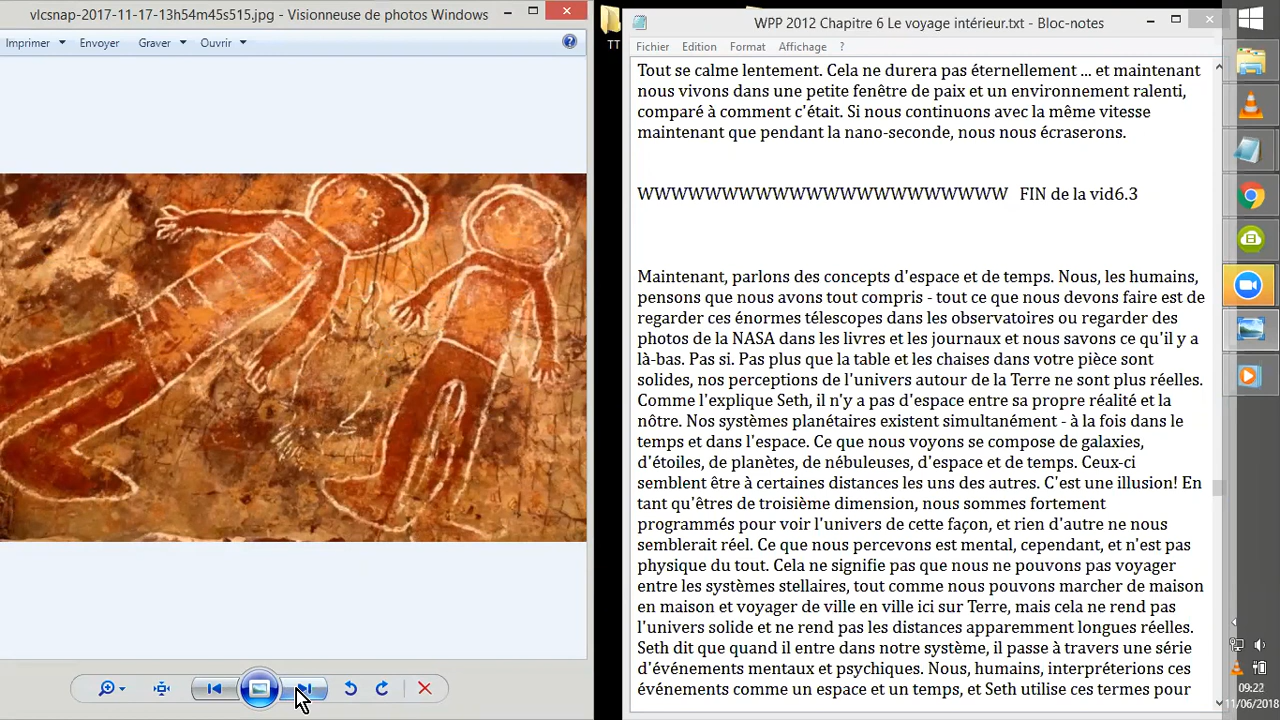 vlcsnap-2017-11-17-13h54m45s515.jpg - Visionneuse de photos Windows
Imprimer Envoyer Graver Ouvrir
TT
WPP 2012 Chapitre 6 Le voyage intérieur.txt - Bloc-notes
Fichier Edition Format Affichage ?
Tout se calme lentement. Cela ne durera pas éternellement ... et maintenant
nous vivons dans une petite fenêtre de paix et un environnement ralenti,
comparé à comment c'était. Si nous continuons avec la même vitesse
maintenant que pendant la nano-seconde, nous nous écraserons.
WWWWWWWWWWWWWWWWWWWWWW FIN de la vid6.3
Maintenant, parlons des concepts d'espace et de temps. Nous, les humains,
pensons que nous avons tout compris - tout ce que nous devons faire est de
regarder ces énormes télescopes dans les observatoires ou regarder des
photos de la NASA dans les livres et les journaux et nous savons ce qu'il y a
là-bas. Pas si. Pas plus que la table et les chaises dans votre pièce sont
solides, nos perceptions de l'univers autour de la Terre ne sont plus réelles.
Comme l'explique Seth, il n'y a pas d'espace entre sa propre réalité et la
nôtre. Nos systèmes planétaires existent simultanément - à la fois dans le
temps et dans l'espace. Ce que nous voyons se compose de galaxies,
d'étoiles, de planètes, de nébuleuses, d'espace et de temps. Ceux-ci
semblent être à certaines distances les uns des autres. C'est une illusion! En
tant qu'êtres de troisième dimension, nous sommes fortement
programmés pour voir l'univers de cette façon, et rien d'autre ne nous
semblerait réel. Ce que nous percevons est mental, cependant, et n'est pas
physique du tout. Cela ne signifie pas que nous ne pouvons pas voyager
entre les systèmes stellaires, tout comme nous pouvons marcher de maison
en maison et voyager de ville en ville ici sur Terre, mais cela ne rend pas
l'univers solide et ne rend pas les distances apparemment longues réelles.
Seth dit que quand il entre dans notre système, il passe à travers une série
d'événements mentaux et psychiques. Nous, humains, interpréterions ces
événements comme un espace et un temps, et Seth utilise ces termes pour
09:22
11/06/2018